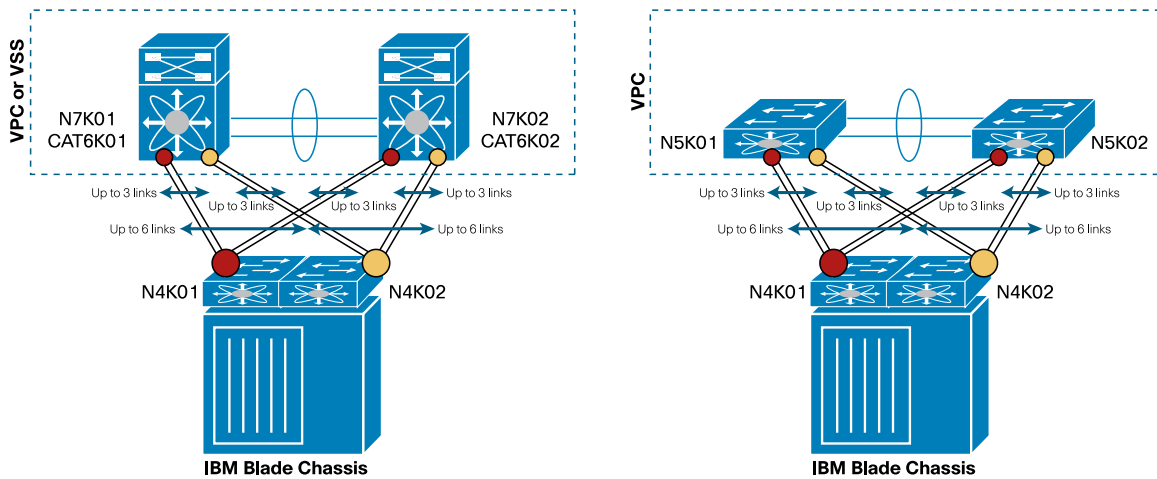 VPC or VSS
N7K01
CAT6K01
N7K02
CAT6K02
Up to 3 links
Up to 3 links
Up to 3 links
Up to 3 links
Up to 6 links
Up to 6 links
N4K01
N4K02
IBM Blade Chassis
VPC
N5K01
N5K02
Up to 3 links
Up to 3 links
Up to 3 links
Up to 3 links
Up to 6 links
Up to 6 links
N4K01
N4K02
IBM Blade Chassis